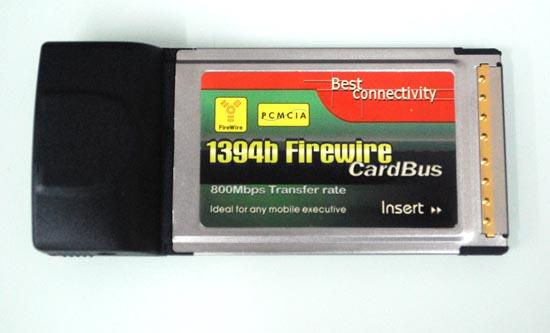 Best
connectivity
FireWire
PCMCIA
1394b Firewire
CardBus
800Mbps Transfer rate
Ideal for any mobile executive
Insert